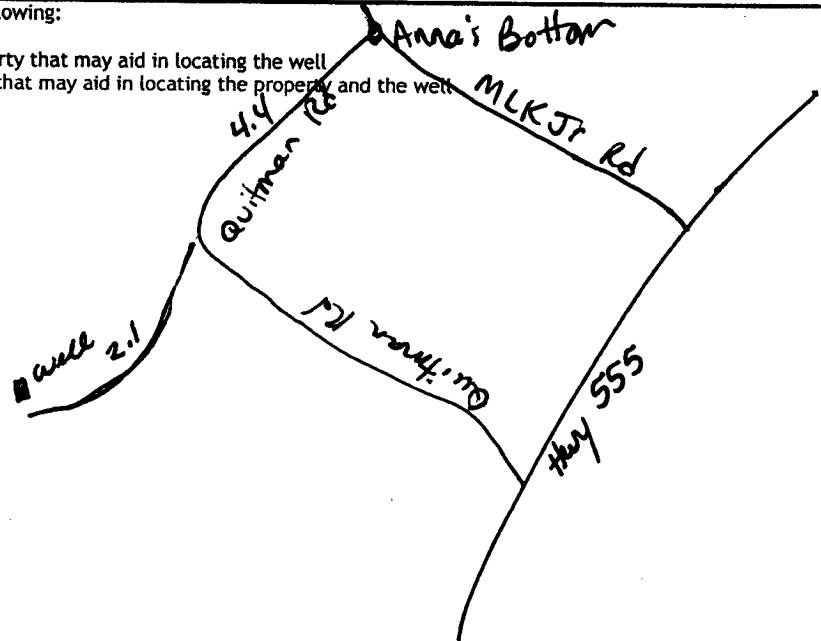 owing:
Anna's Bottom
rty that may aid in locating the well
that may aid in locating the property and the well
MLK Jr Rd
4.4
Quitman Rd
Quitman Rd
well 2.1
Hwy 555